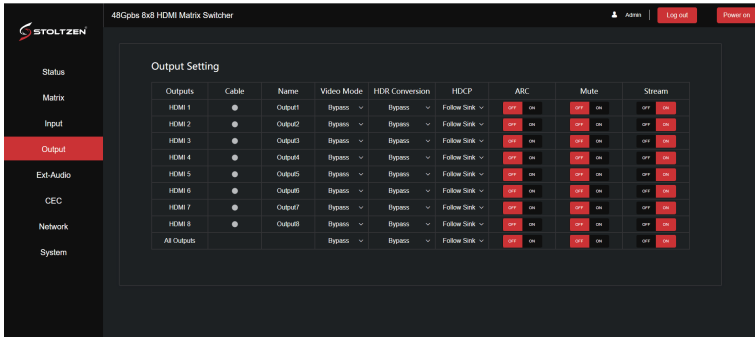 48Gpbs 8x8 HDMI Matrix Switcher Admin Log out Power on
STOLTZEN
Output Setting
Status
Matrix
Input
Output
Ext-Audio
CEC
Network
System
Outputs Cable Name Video Mode HDR Conversion HDCP ARC Mute Stream
HDMI 1 Output1 Bypass Bypass Follow Sink OFF ON OFF ON OFF ON
HDMI 2 Output2 Bypass Bypass Follow Sink OFF ON OFF ON OFF ON
HDMI 3 Output3 Bypass Bypass Follow Sink OFF ON OFF ON OFF ON
HDMI 4 Output4 Bypass Bypass Follow Sink OFF ON OFF ON OFF ON
HDMI 5 Output5 Bypass Bypass Follow Sink OFF ON OFF ON OFF ON
HDMI 6 Output6 Bypass Bypass Follow Sink OFF ON OFF ON OFF ON
HDMI 7 Output7 Bypass Bypass Follow Sink OFF ON OFF ON OFF ON
HDMI 8 Output8 Bypass Bypass Follow Sink OFF ON OFF ON OFF ON
All Outputs Bypass Bypass Follow Sink OFF ON OFF ON OFF ON